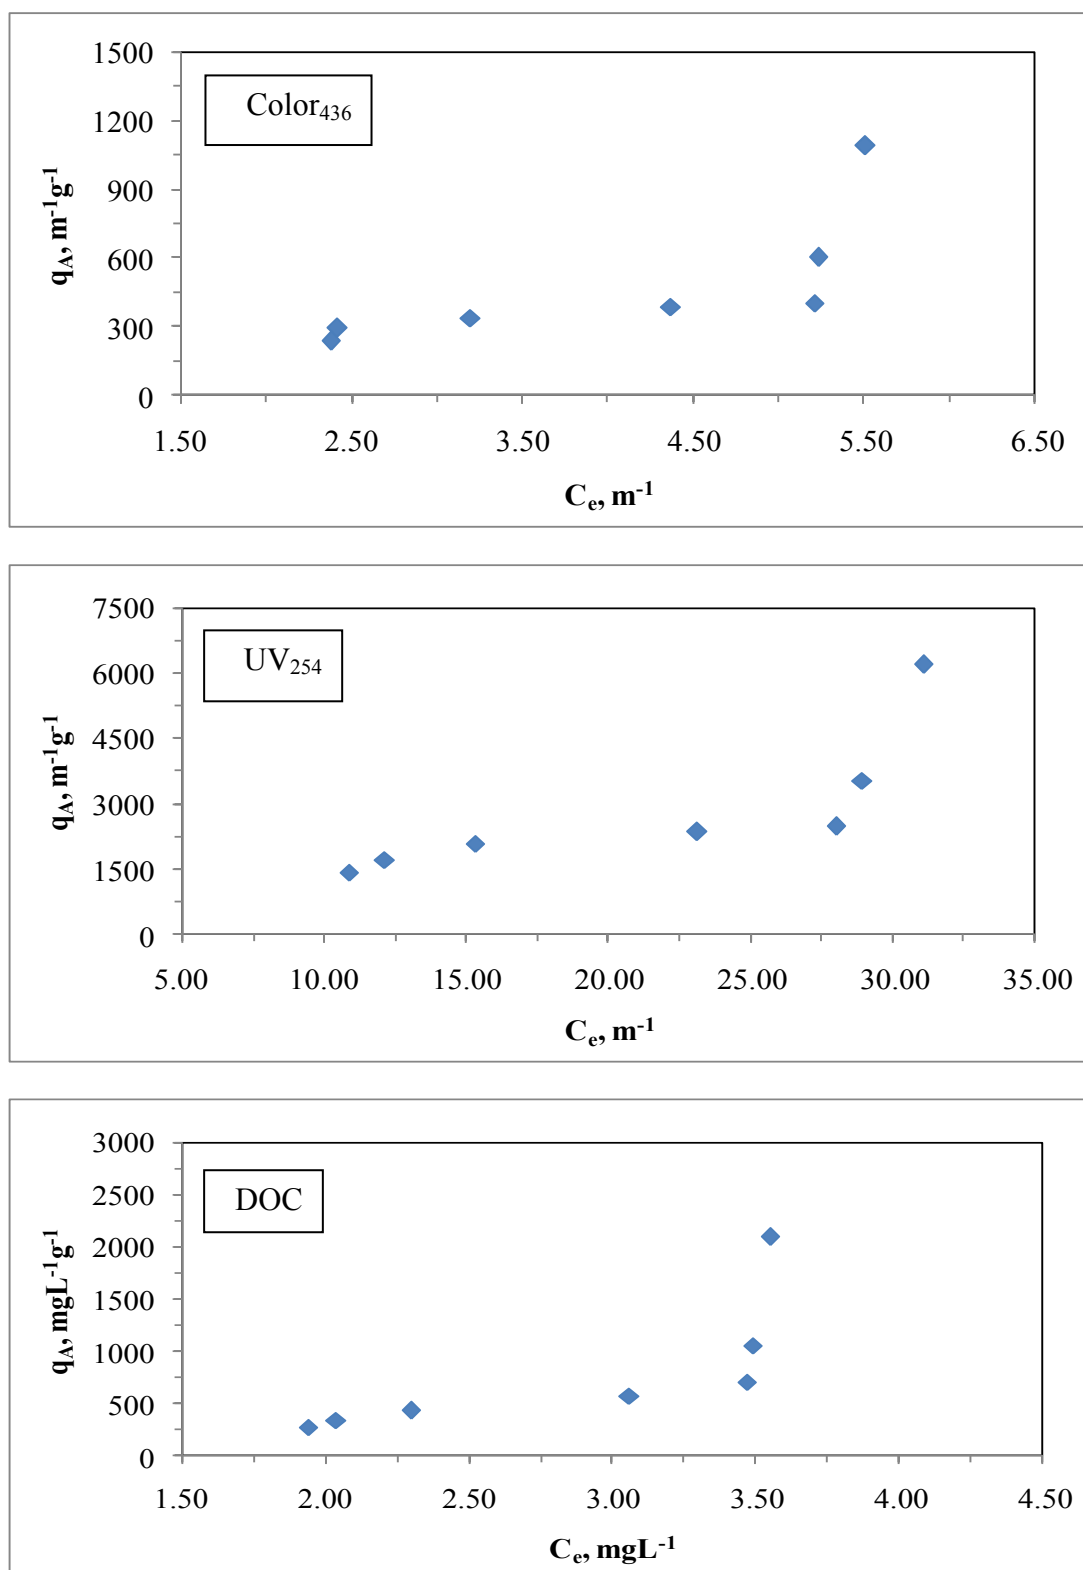 1500
Color₄₃₆
1200
900
600
300
0
qA, m⁻¹g⁻¹
1.50 2.50 3.50 4.50 5.50 6.50
Cₑ, m⁻¹
7500
UV₂₅₄
6000
4500
3000
1500
0
qA, m⁻¹g⁻¹
5.00 10.00 15.00 20.00 25.00 30.00 35.00
Cₑ, m⁻¹
3000
DOC
2500
2000
1500
1000
500
0
qA, mgL⁻¹g⁻¹
1.50 2.00 2.50 3.00 3.50 4.00 4.50
Cₑ, mgL⁻¹